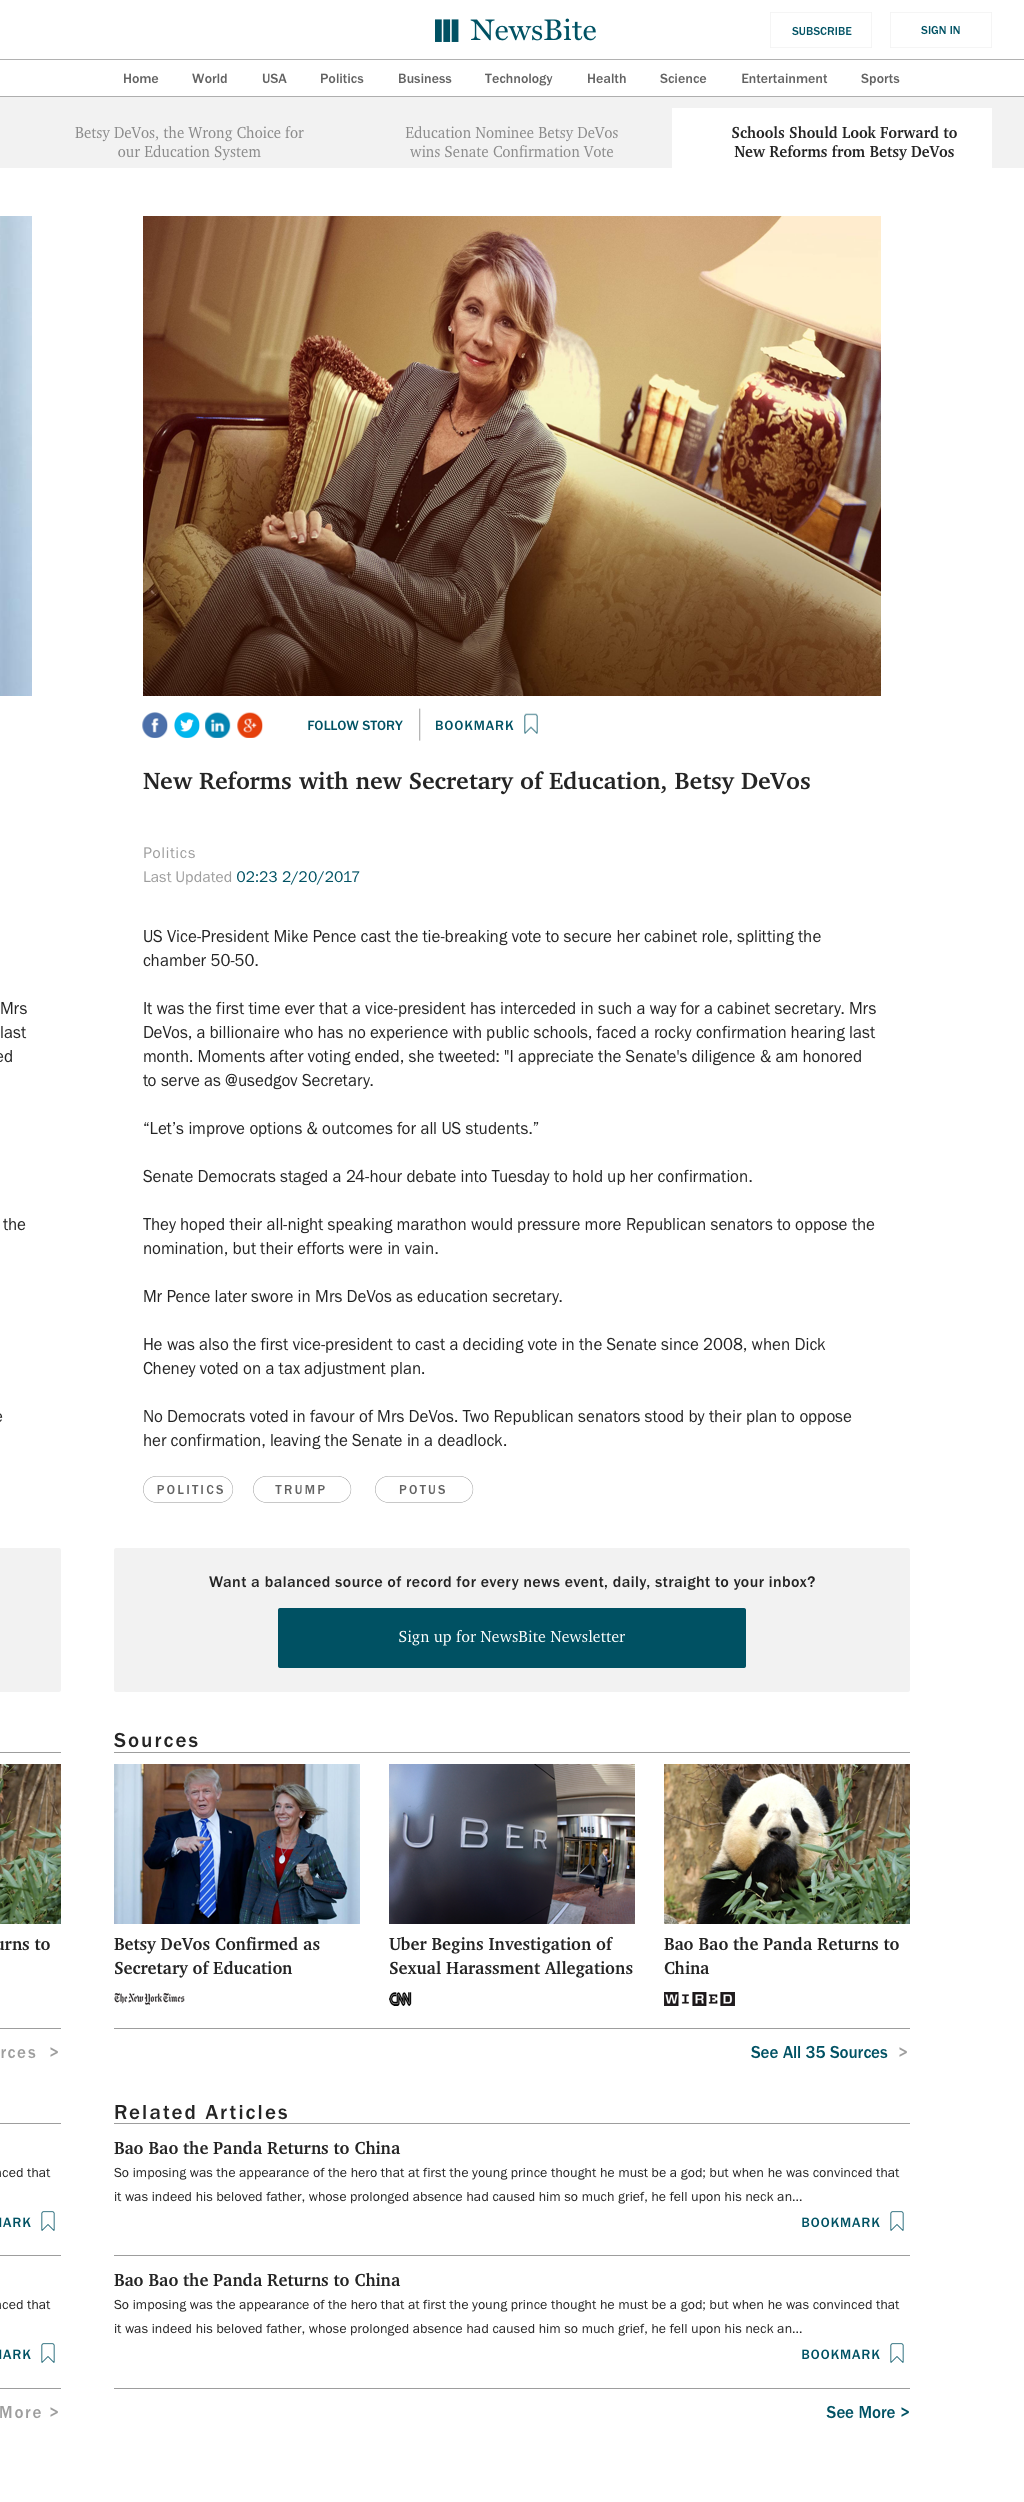 NewsBite
SUBSCRIBE
SIGN IN
Home World USA Politics Business Technology Health Science Entertainment Sports
Betsy DeVos, the Wrong Choice for
our Education System
Education Nominee Betsy DeVos
wins Senate Confirmation Vote
Schools Should Look Forward to
New Reforms from Betsy DeVos
FOLLOW STORY
BOOKMARK
New Reforms with new Secretary of Education, Betsy DeVos
Politics
Last Updated 02:23 2/20/2017
US Vice-President Mike Pence cast the tie-breaking vote to secure her cabinet role, splitting the
chamber 50-50.
Mrs
last
ed
It was the first time ever that a vice-president has interceded in such a way for a cabinet secretary. Mrs
DeVos, a billionaire who has no experience with public schools, faced a rocky confirmation hearing last
month. Moments after voting ended, she tweeted: "I appreciate the Senate's diligence & am honored
to serve as @usedgov Secretary.
“Let’s improve options & outcomes for all US students.”
Senate Democrats staged a 24-hour debate into Tuesday to hold up her confirmation.
the
They hoped their all-night speaking marathon would pressure more Republican senators to oppose the
nomination, but their efforts were in vain.
Mr Pence later swore in Mrs DeVos as education secretary.
He was also the first vice-president to cast a deciding vote in the Senate since 2008, when Dick
Cheney voted on a tax adjustment plan.
e
No Democrats voted in favour of Mrs DeVos. Two Republican senators stood by their plan to oppose
her confirmation, leaving the Senate in a deadlock.
POLITICS
TRUMP
POTUS
Want a balanced source of record for every news event, daily, straight to your inbox?
Sign up for NewsBite Newsletter
Sources
UBER
1455
urns to
Betsy DeVos Confirmed as
Secretary of Education
The New York Times
Uber Begins Investigation of
Sexual Harassment Allegations
CNN
Bao Bao the Panda Returns to
China
WIRED
rces >
See All 35 Sources >
Related Articles
Bao Bao the Panda Returns to China
nced that
So imposing was the appearance of the hero that at first the young prince thought he must be a god; but when he was convinced that
it was indeed his beloved father, whose prolonged absence had caused him so much grief, he fell upon his neck an...
MARK
BOOKMARK
Bao Bao the Panda Returns to China
nced that
So imposing was the appearance of the hero that at first the young prince thought he must be a god; but when he was convinced that
it was indeed his beloved father, whose prolonged absence had caused him so much grief, he fell upon his neck an...
MARK
BOOKMARK
More >
See More >